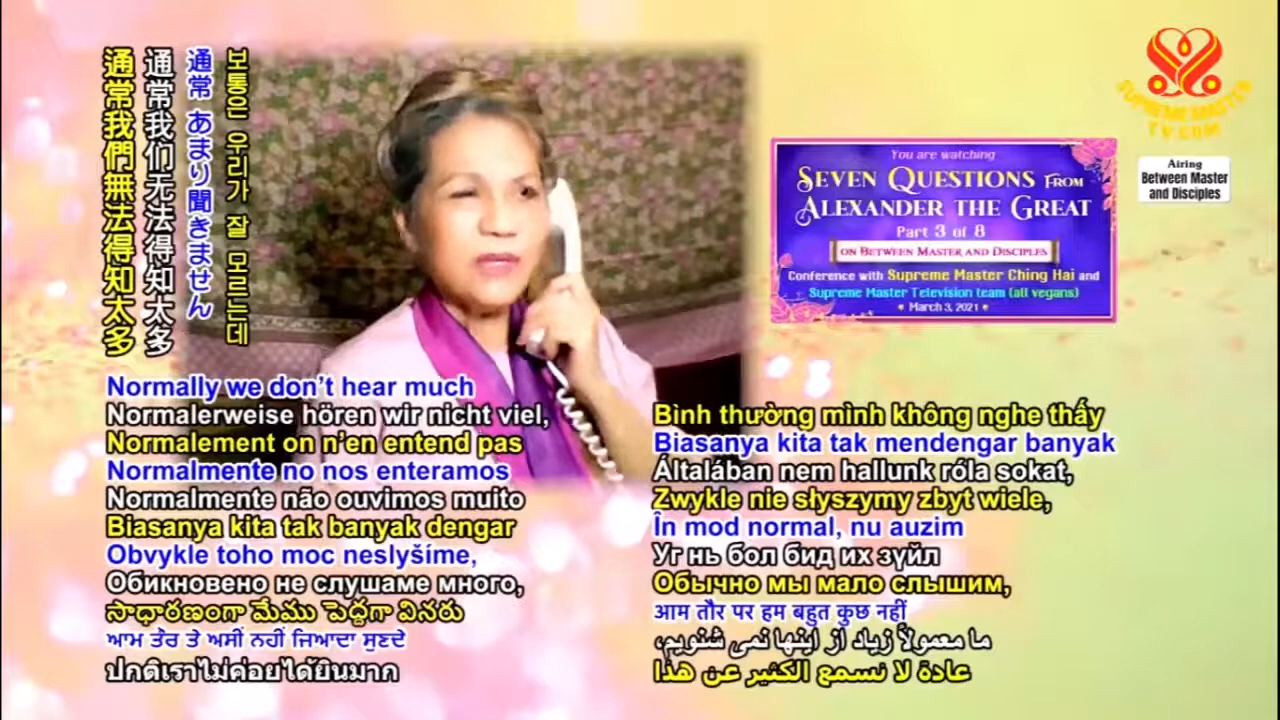 通常我們無法得知太多
通常我们无法得知太多
通常 あまり聞きません
보통은 우리가 잘 모르는데
SUPREMEMASTER
TV.COM
Airing
Between Master
and Disciples
You are watching
SEVEN QUESTIONS FROM
ALEXANDER THE GREAT
Part 3 of 8
ON BETWEEN MASTER AND DISCIPLES
Conference with Supreme Master Ching Hai and
Supreme Master Television team (all vegans)
* March 3, 2021 *
Normally we don't hear much
Normalerweise hören wir nicht viel,
Normalement on n'en entend pas
Normalmente no nos enteramos
Normalmente não ouvimos muito
Biasanya kita tak banyak dengar
Obvykle toho moc neslyšíme,
Обикновено не слушаме много,
సాధారణంగా మేము పెద్దగా వినరు
ਆਮ ਤੌਰ ਤੇ ਅਸੀਂ ਨਹੀਂ ਜਿਆਦਾ ਸੁਣਦੇ
ปกติเราไม่ค่อยได้ยินมาก
Bình thường mình không nghe thấy
Biasanya kita tak mendengar banyak
Általában nem hallunk róla sokat,
Zwykle nie słyszymy zbyt wiele,
În mod normal, nu auzim
Уг нь бол бид их зүйл
Обычно мы мало слышим,
आम तौर पर हम बहुत कुछ नहीं
ما معمولاً زیاد از اینها نمی شنویم،
عادة لا نسمع الكثير عن هذا